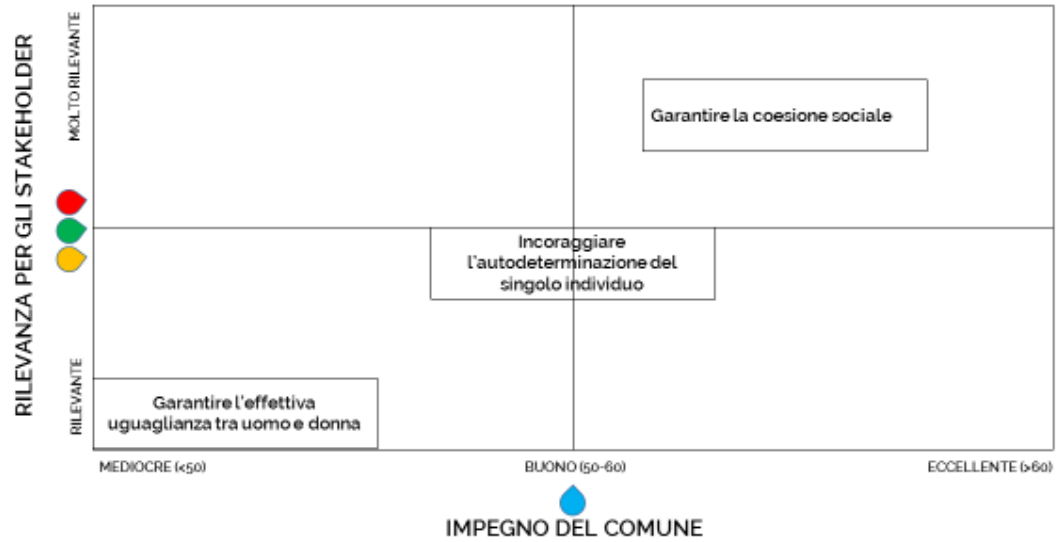 RILEVANZA PER GLI STAKEHOLDER
MOLTO RILEVANTE
Garantire la coesione sociale
Incoraggiare
l'autodeterminazione del
singolo individuo
RILEVANTE
Garantire l'effettiva
uguaglianza tra uomo e donna
MEDIOCRE (<50)
BUONO (50-60)
ECCELLENTE (>60)
IMPEGNO DEL COMUNE